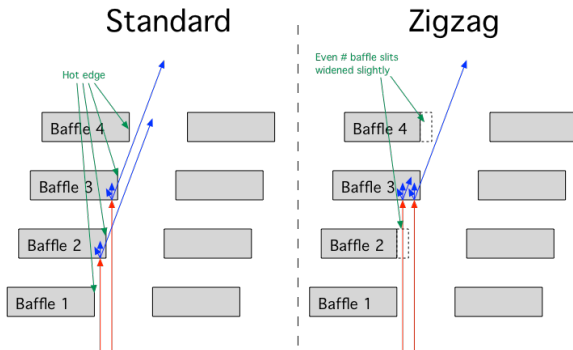 Standard
Zigzag
Hot edge
Even # baffle slits
widened slightly
Baffle 4
Baffle 4
Baffle 3
Baffle 3
Baffle 2
Baffle 2
Baffle 1
Baffle 1